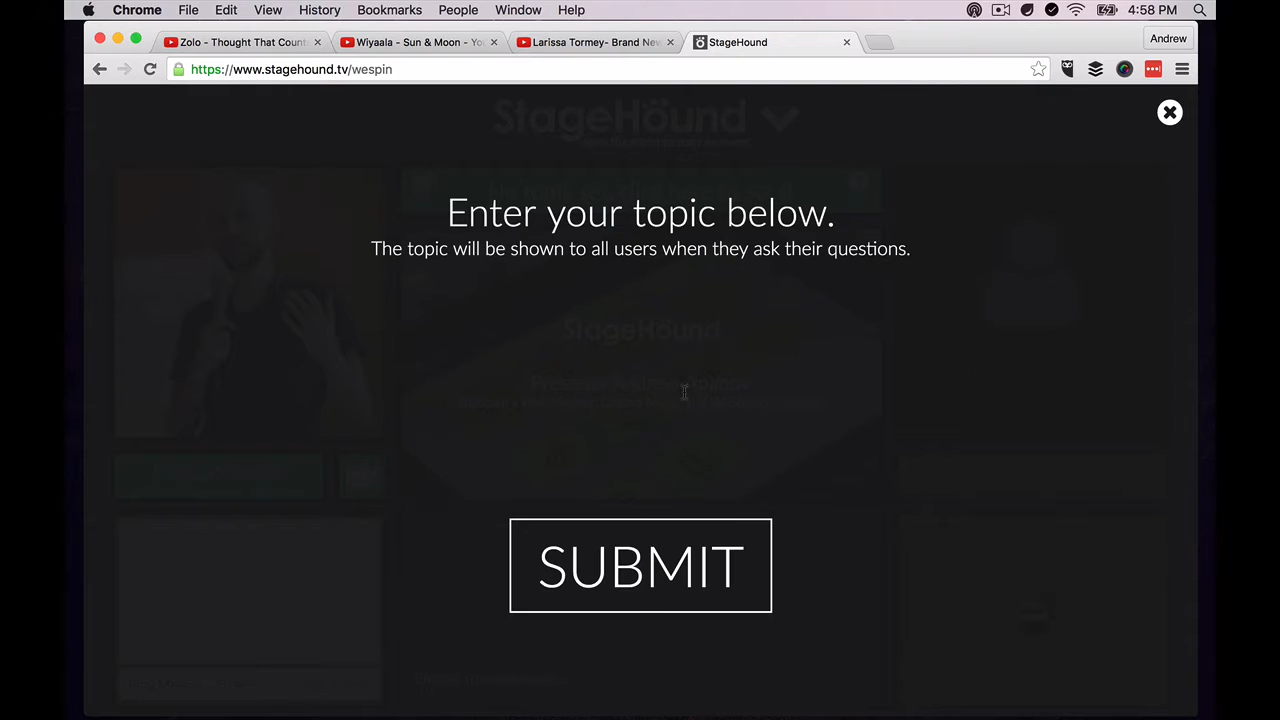 Chrome File Edit View History Bookmarks People Window Help 4:58 PM
Zolo - Thought That Count
Wiyaala - Sun & Moon - Yo
Larissa Tormey- Brand New
StageHound
Andrew
https://www.stagehound.tv/wespin
StageHound
Enter your topic below.
The topic will be shown to all users when they ask their questions.
StageHound
SUBMIT